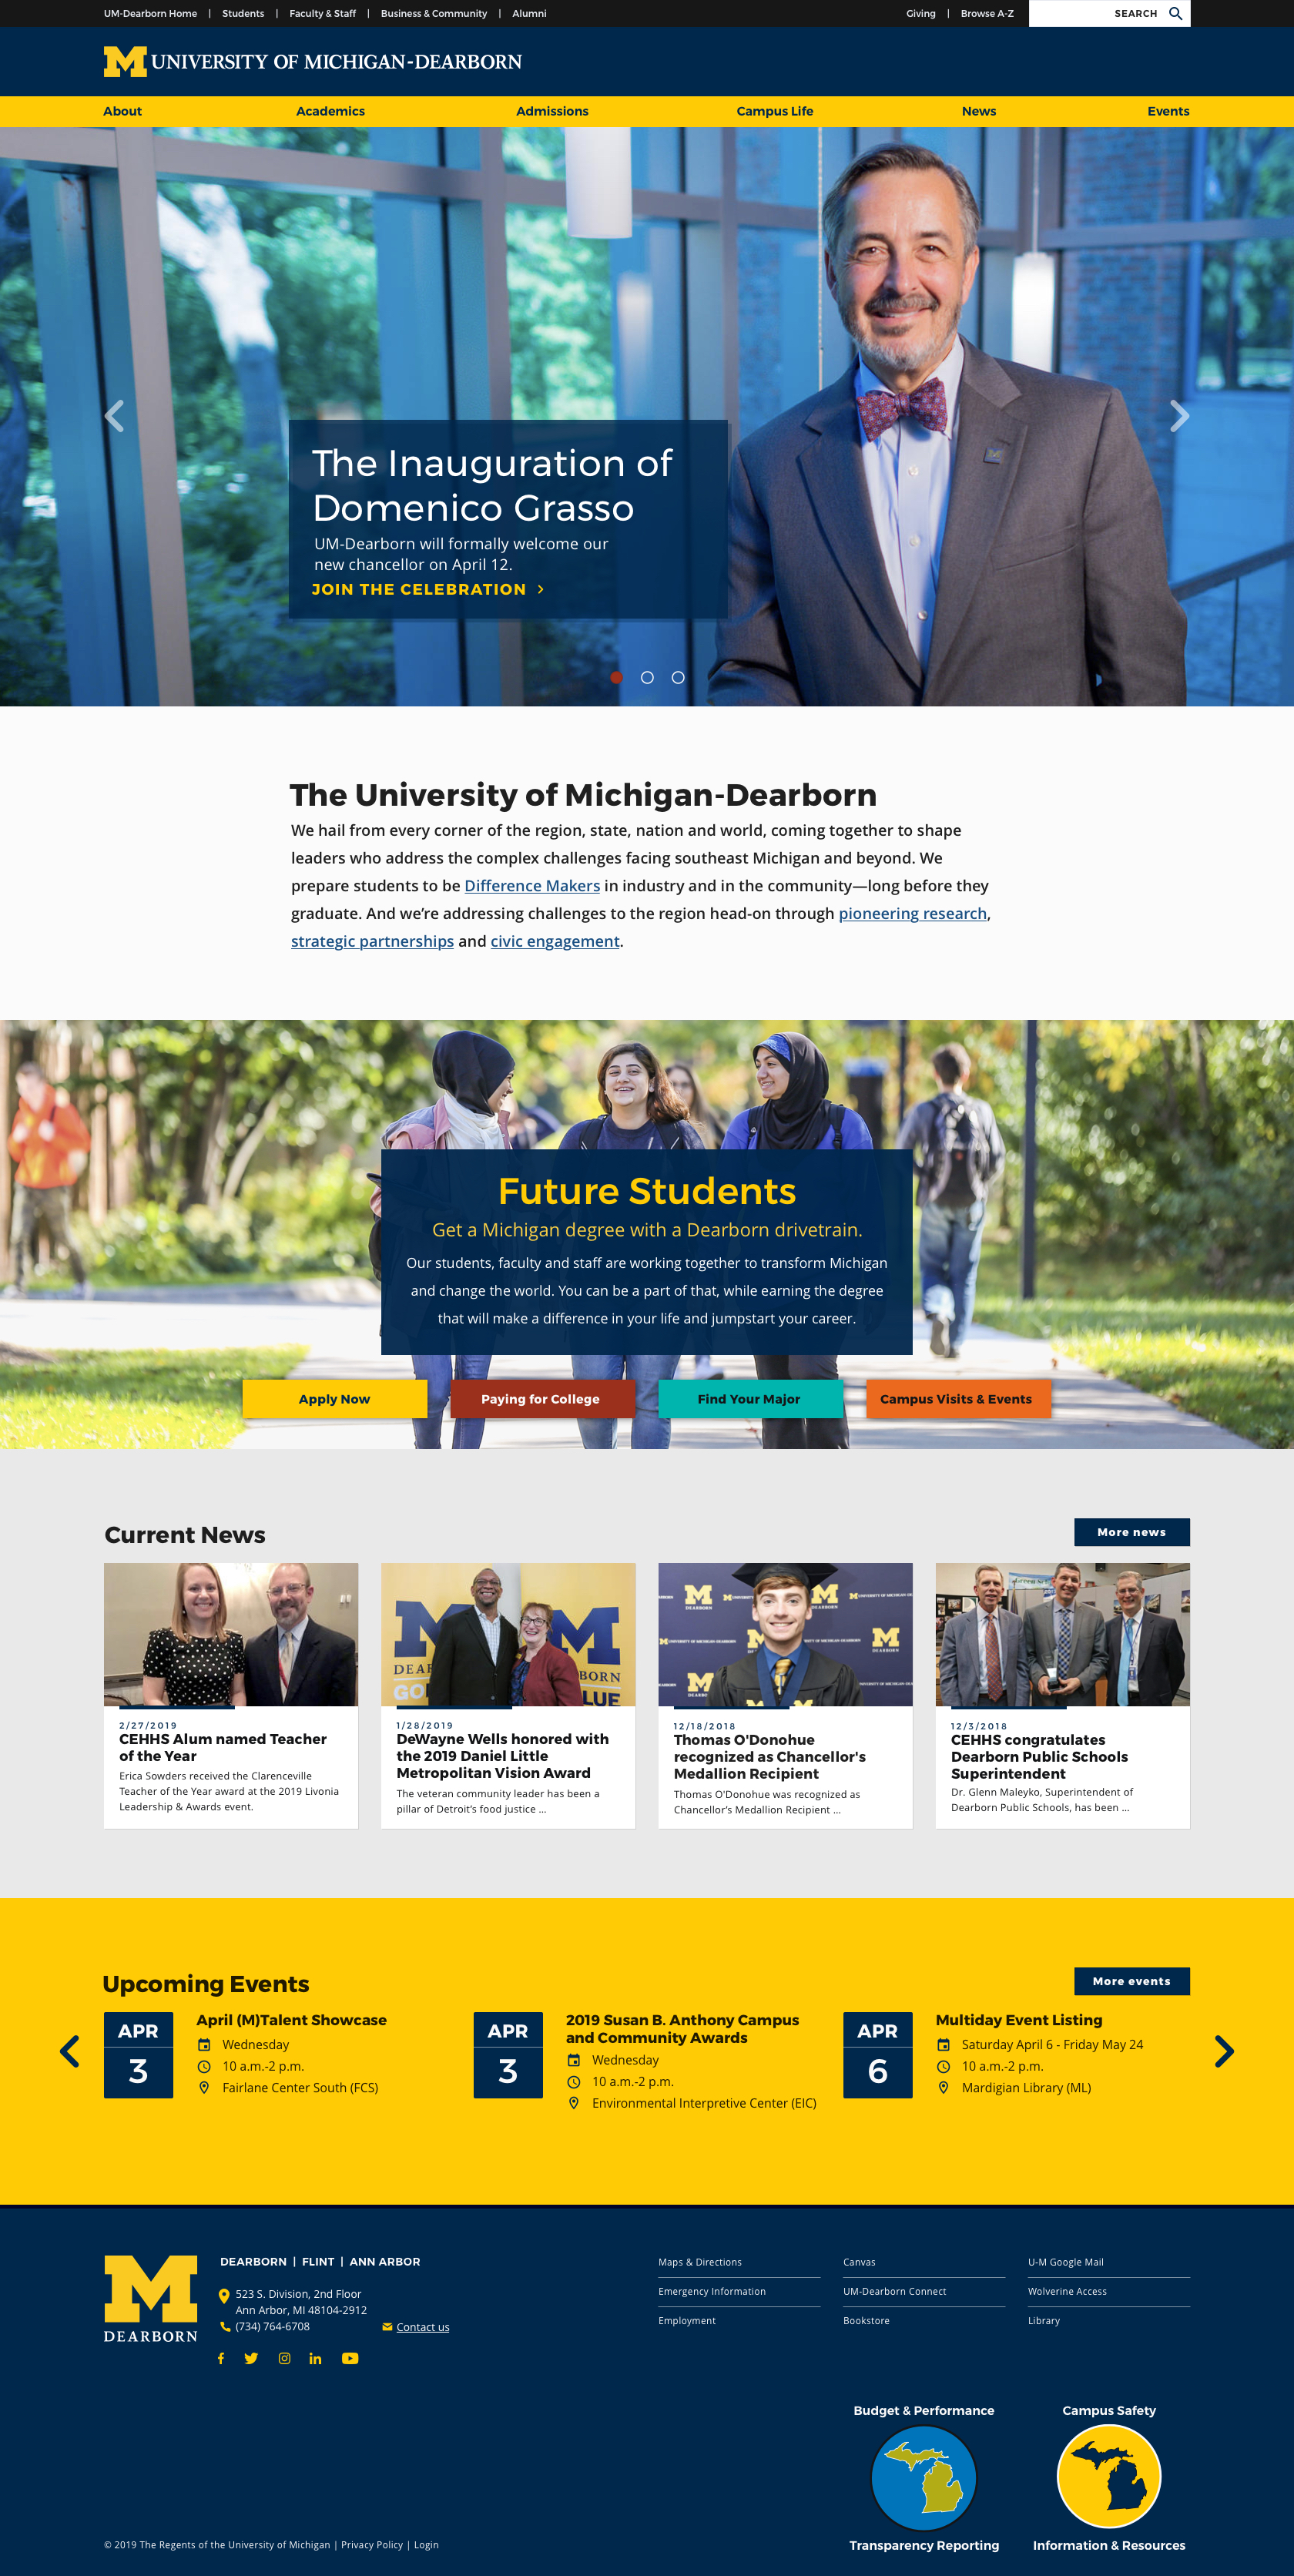 UM-Dearborn Home | Students | Faculty & Staff | Business & Community | Alumni
Giving | Browse A-Z
SEARCH
M UNIVERSITY OF MICHIGAN-DEARBORN
About
Academics
Admissions
Campus Life
News
Events
The Inauguration of
Domenico Grasso
UM-Dearborn will formally welcome our
new chancellor on April 12.
JOIN THE CELEBRATION >
The University of Michigan-Dearborn
We hail from every corner of the region, state, nation and world, coming together to shape
leaders who address the complex challenges facing southeast Michigan and beyond. We
prepare students to be Difference Makers in industry and in the community—long before they
graduate. And we’re addressing challenges to the region head-on through pioneering research,
strategic partnerships and civic engagement.
Future Students
Get a Michigan degree with a Dearborn drivetrain.
Our students, faculty and staff are working together to transform Michigan
and change the world. You can be a part of that, while earning the degree
that will make a difference in your life and jumpstart your career.
Apply Now
Paying for College
Find Your Major
Campus Visits & Events
Current News
More news
2/27/2019
CEHHS Alum named Teacher
of the Year
Erica Sowders received the Clarenceville
Teacher of the Year award at the 2019 Livonia
Leadership & Awards event.
1/28/2019
DeWayne Wells honored with
the 2019 Daniel Little
Metropolitan Vision Award
The veteran community leader has been a
pillar of Detroit’s food justice ...
12/18/2018
Thomas O'Donohue
recognized as Chancellor's
Medallion Recipient
Thomas O'Donohue was recognized as
Chancellor’s Medallion Recipient ...
12/3/2018
CEHHS congratulates
Dearborn Public Schools
Superintendent
Dr. Glenn Maleyko, Superintendent of
Dearborn Public Schools, has been ...
Upcoming Events
More events
APR
3
April (M)Talent Showcase
Wednesday
10 a.m.-2 p.m.
Fairlane Center South (FCS)
APR
3
2019 Susan B. Anthony Campus
and Community Awards
Wednesday
10 a.m.-2 p.m.
Environmental Interpretive Center (EIC)
APR
6
Multiday Event Listing
Saturday April 6 - Friday May 24
10 a.m.-2 p.m.
Mardigian Library (ML)
M
DEARBORN
DEARBORN | FLINT | ANN ARBOR
523 S. Division, 2nd Floor
Ann Arbor, MI 48104-2912
(734) 764-6708
Contact us
Maps & Directions
Emergency Information
Employment
Canvas
UM-Dearborn Connect
Bookstore
U-M Google Mail
Wolverine Access
Library
Budget & Performance
Transparency Reporting
Campus Safety
Information & Resources
© 2019 The Regents of the University of Michigan | Privacy Policy | Login